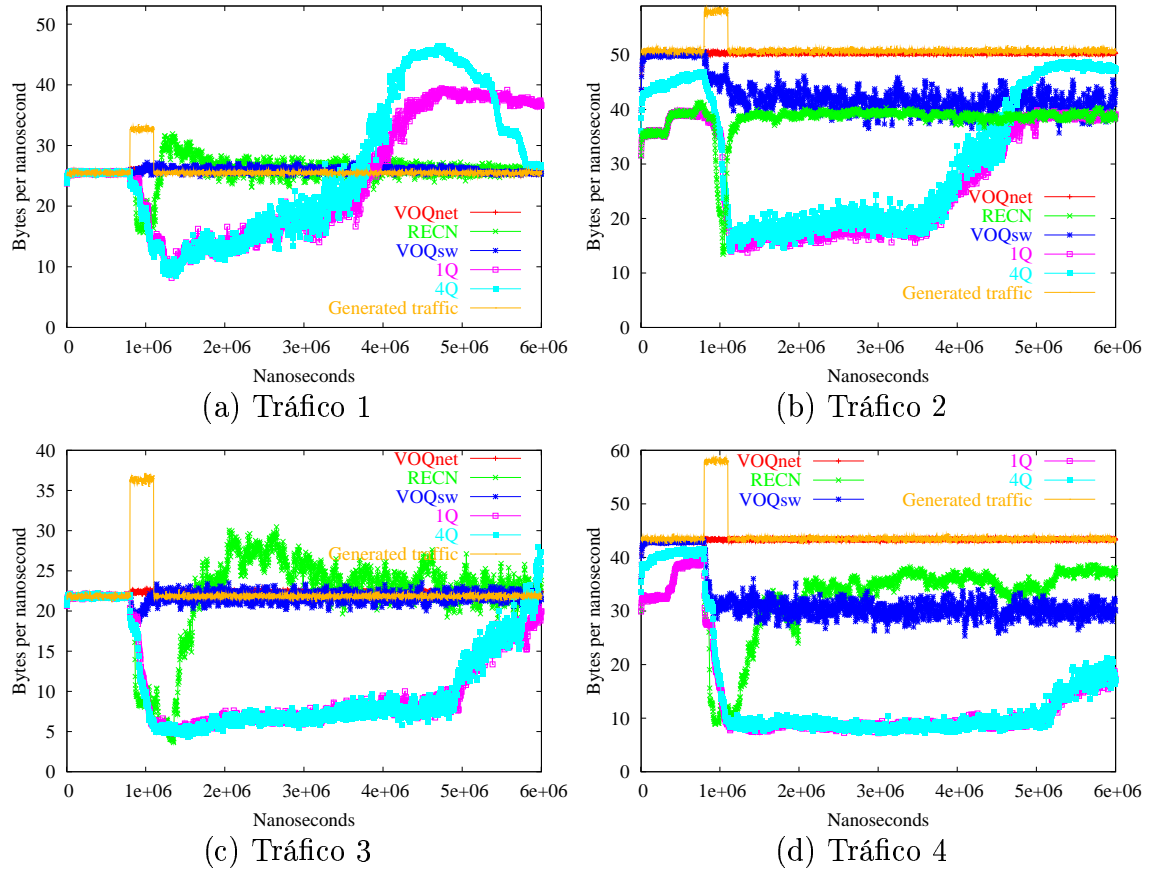 Bytes per nanosecond
50
40
30
20
10
0
VOQnet
RECN
VOQsw
1Q
4Q
Generated traffic
0 1e+06 2e+06 3e+06 4e+06 5e+06 6e+06
Nanoseconds
(a) Tráfico 1
Bytes per nanosecond
50
40
30
20
10
0
VOQnet
RECN
VOQsw
1Q
4Q
Generated traffic
0 1e+06 2e+06 3e+06 4e+06 5e+06 6e+06
Nanoseconds
(b) Tráfico 2
Bytes per nanosecond
40
35
30
25
20
15
10
5
0
VOQnet
RECN
VOQsw
1Q
4Q
Generated traffic
0 1e+06 2e+06 3e+06 4e+06 5e+06 6e+06
Nanoseconds
(c) Tráfico 3
Bytes per nanosecond
60
50
40
30
20
10
0
VOQnet
RECN
VOQsw
1Q
4Q
Generated traffic
0 1e+06 2e+06 3e+06 4e+06 5e+06 6e+06
Nanoseconds
(d) Tráfico 4